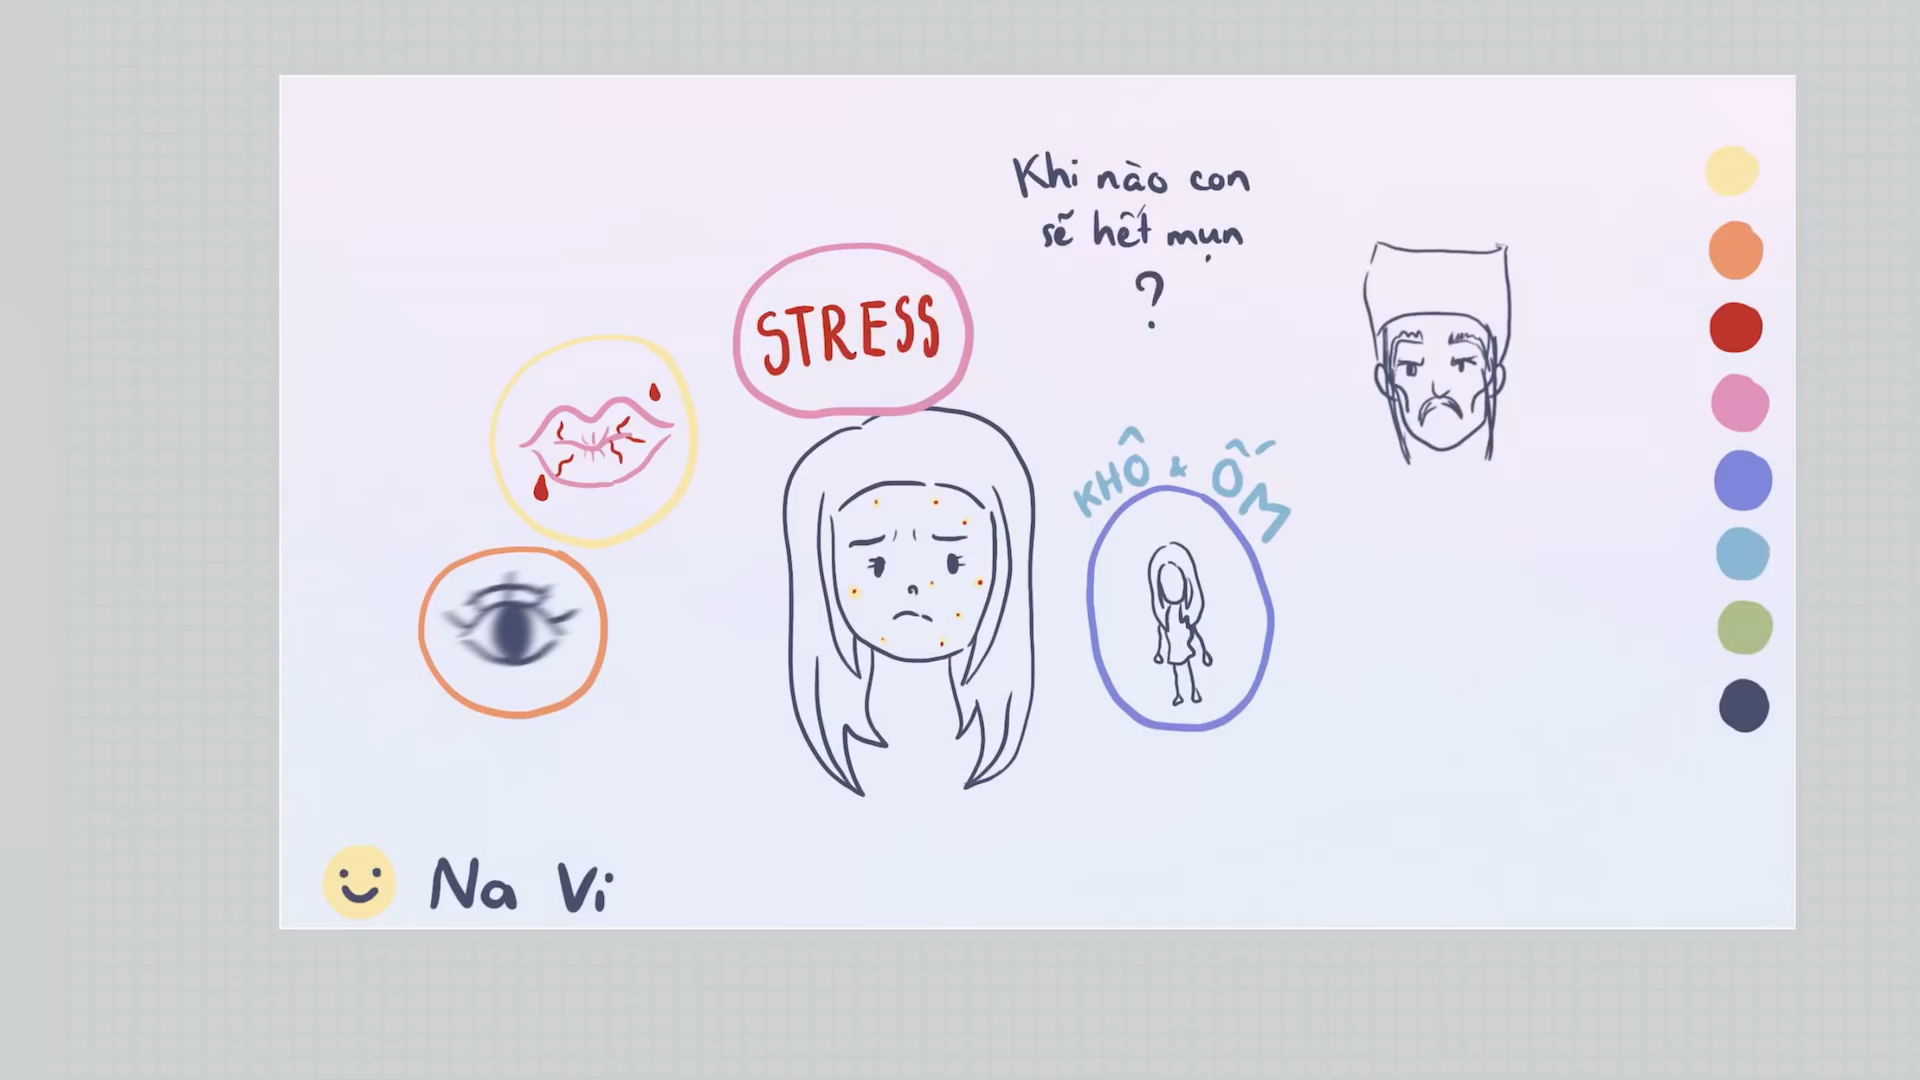 Khi nào con
sẽ hết mụn
?
STRESS
KHÔ & ỐM
Na Vi